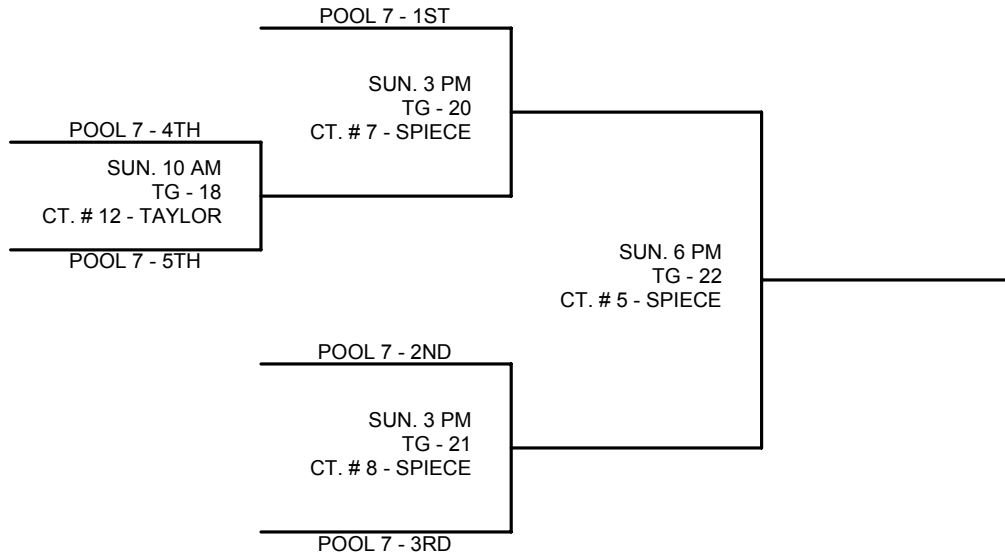 POOL 7 - 1ST
SUN. 3 PM
TG - 20
CT. # 7 - SPIECE
POOL 7 - 4TH
SUN. 10 AM
TG - 18
CT. # 12 - TAYLOR
POOL 7 - 5TH
SUN. 6 PM
TG - 22
CT. # 5 - SPIECE
POOL 7 - 2ND
SUN. 3 PM
TG - 21
CT. # 8 - SPIECE
POOL 7 - 3RD